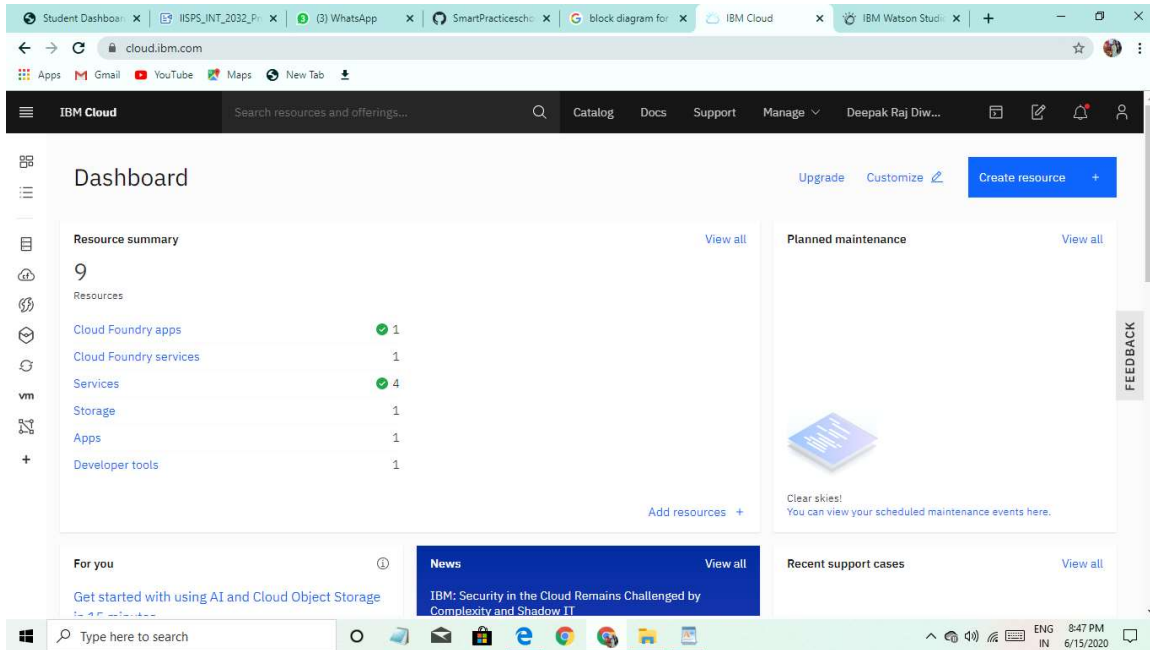 Student Dashboar
IISPS_INT_2032_Pr
(3) WhatsApp
SmartPracticescho
block diagram for
IBM Cloud
IBM Watson Studi
cloud.ibm.com
Apps Gmail YouTube Maps New Tab
IBM Cloud Search resources and offerings... Catalog Docs Support Manage Deepak Raj Diw...
Dashboard
Upgrade Customize Create resource +
Resource summary View all
9
Resources
Cloud Foundry apps 1
Cloud Foundry services 1
Services 4
Storage 1
Apps 1
Developer tools 1
Add resources +
Planned maintenance View all
Clear skies!
You can view your scheduled maintenance events here.
FEEDBACK
vm
For you
Get started with using AI and Cloud Object Storage
in 15 minutes
News View all
IBM: Security in the Cloud Remains Challenged by
Complexity and Shadow IT
Recent support cases View all
Type here to search
ENG
IN
8:47 PM
6/15/2020